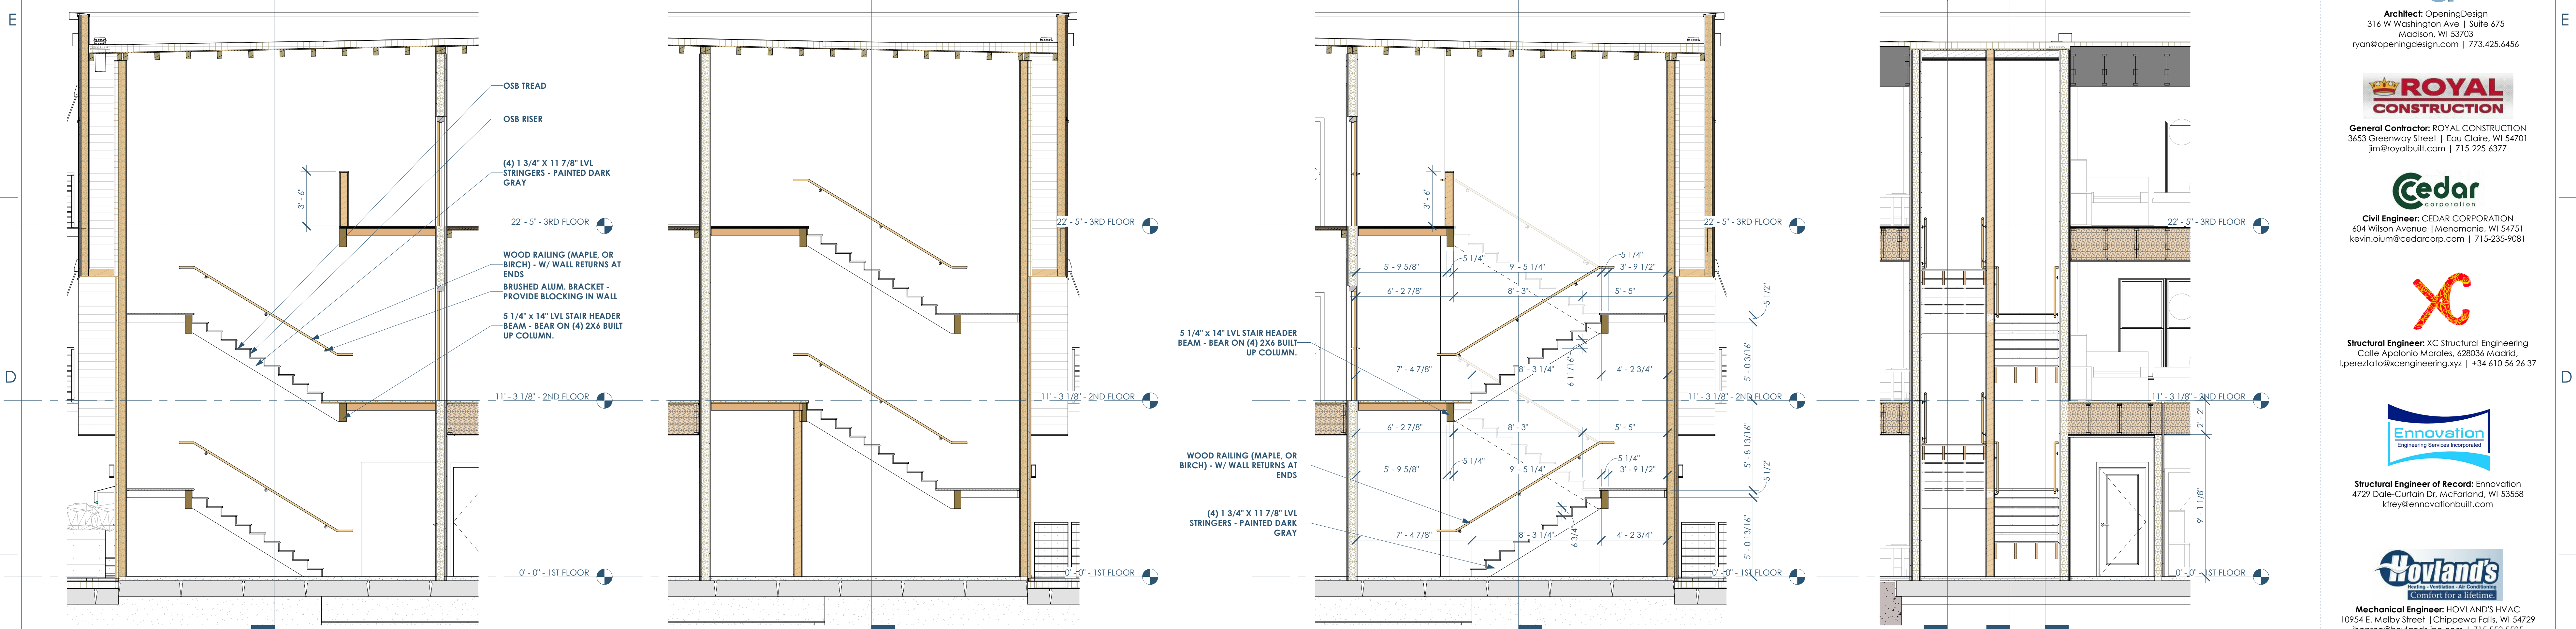 E
OSB TREAD
OSB RISER
(4) 1 3/4" X 11 7/8" LVL
STRINGERS - PAINTED DARK
GRAY
3' - 6"
22' - 5" - 3RD FLOOR
WOOD RAILING (MAPLE, OR
BIRCH) - W/ WALL RETURNS AT
ENDS
BRUSHED ALUM. BRACKET -
PROVIDE BLOCKING IN WALL
5 1/4" x 14" LVL STAIR HEADER
BEAM - BEAR ON (4) 2X6 BUILT
UP COLUMN.
D
11' - 3 1/8" - 2ND FLOOR
0' - 0" - 1ST FLOOR
22' - 5" - 3RD FLOOR
11' - 3 1/8" - 2ND FLOOR
0' - 0" - 1ST FLOOR
3' - 6"
22' - 5" - 3RD FLOOR
5 1/4"
5 1/4"
5' - 9 5/8"
9' - 5 1/4"
3' - 9 1/2"
6' - 2 7/8"
8' - 3"
5' - 5"
5 1/2"
5 1/4" x 14" LVL STAIR HEADER
BEAM - BEAR ON (4) 2X6 BUILT
UP COLUMN.
7' - 4 7/8"
8' - 3 1/4"
4' - 2 3/4"
6 11/16"
5' - 0 3/16"
11' - 3 1/8" - 2ND FLOOR
6' - 2 7/8"
8' - 3"
5' - 5"
5' - 8 13/16"
WOOD RAILING (MAPLE, OR
BIRCH) - W/ WALL RETURNS AT
ENDS
5 1/4"
5 1/4"
5' - 9 5/8"
9' - 5 1/4"
3' - 9 1/2"
5 1/2"
(4) 1 3/4" X 11 7/8" LVL
STRINGERS - PAINTED DARK
GRAY
7' - 4 7/8"
8' - 3 1/4"
4' - 2 3/4"
6 3/4"
5' - 0 13/16"
0' - 0" - 1ST FLOOR
22' - 5" - 3RD FLOOR
11' - 3 1/8" - 2ND FLOOR
2' - 2"
9' - 1 1/8"
0' - 0" - 1ST FLOOR
Architect: OpeningDesign
316 W Washington Ave | Suite 675
Madison, WI 53703
ryan@openingdesign.com | 773.425.6456
ROYAL
CONSTRUCTION
General Contractor: ROYAL CONSTRUCTION
3653 Greenway Street | Eau Claire, WI 54701
jim@royalbuilt.com | 715-225-6377
Cedar
corporation
Civil Engineer: CEDAR CORPORATION
604 Wilson Avenue |Menomonie, WI 54751
kevin.oium@cedarcorp.com | 715-235-9081
XC
Structural Engineer: XC Structural Engineering
Calle Apolonio Morales, 628036 Madrid,
l.pereztato@xcengineering.xyz | +34 610 56 26 37
Ennovation
Engineering Services Incorporated
Structural Engineer of Record: Ennovation
4729 Dale-Curtain Dr, McFarland, WI 53558
kfrey@ennovationbuilt.com
Hovland's
Heating - Ventilation - Air Conditioning
Comfort for a lifetime.
Mechanical Engineer: HOVLAND'S HVAC
10954 E. Melby Street |Chippewa Falls, WI 54729
E
D